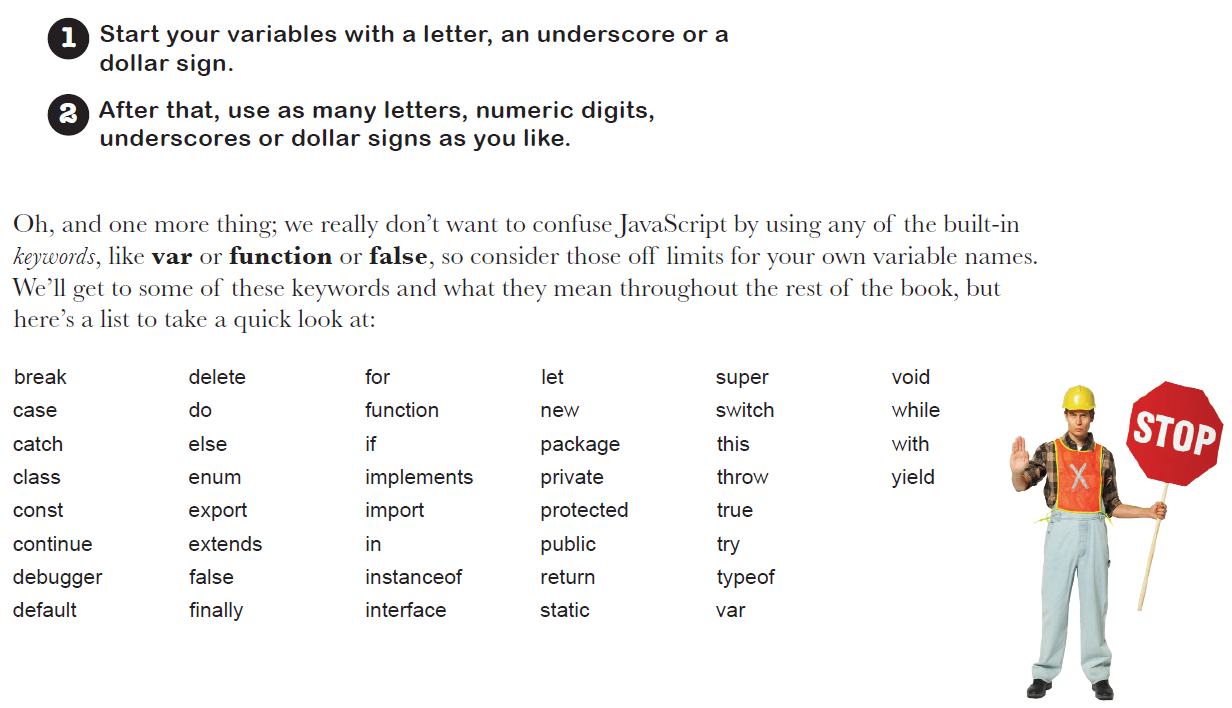 1 Start your variables with a letter, an underscore or a
dollar sign.
2 After that, use as many letters, numeric digits,
underscores or dollar signs as you like.
Oh, and one more thing; we really don’t want to confuse JavaScript by using any of the built-in
keywords, like var or function or false, so consider those off limits for your own variable names.
We’ll get to some of these keywords and what they mean throughout the rest of the book, but
here’s a list to take a quick look at:
break delete for let super void
case do function new switch while
catch else if package this with
class enum implements private throw yield
const export import protected true
continue extends in public try
debugger false instanceof return typeof
default finally interface static var
STOP